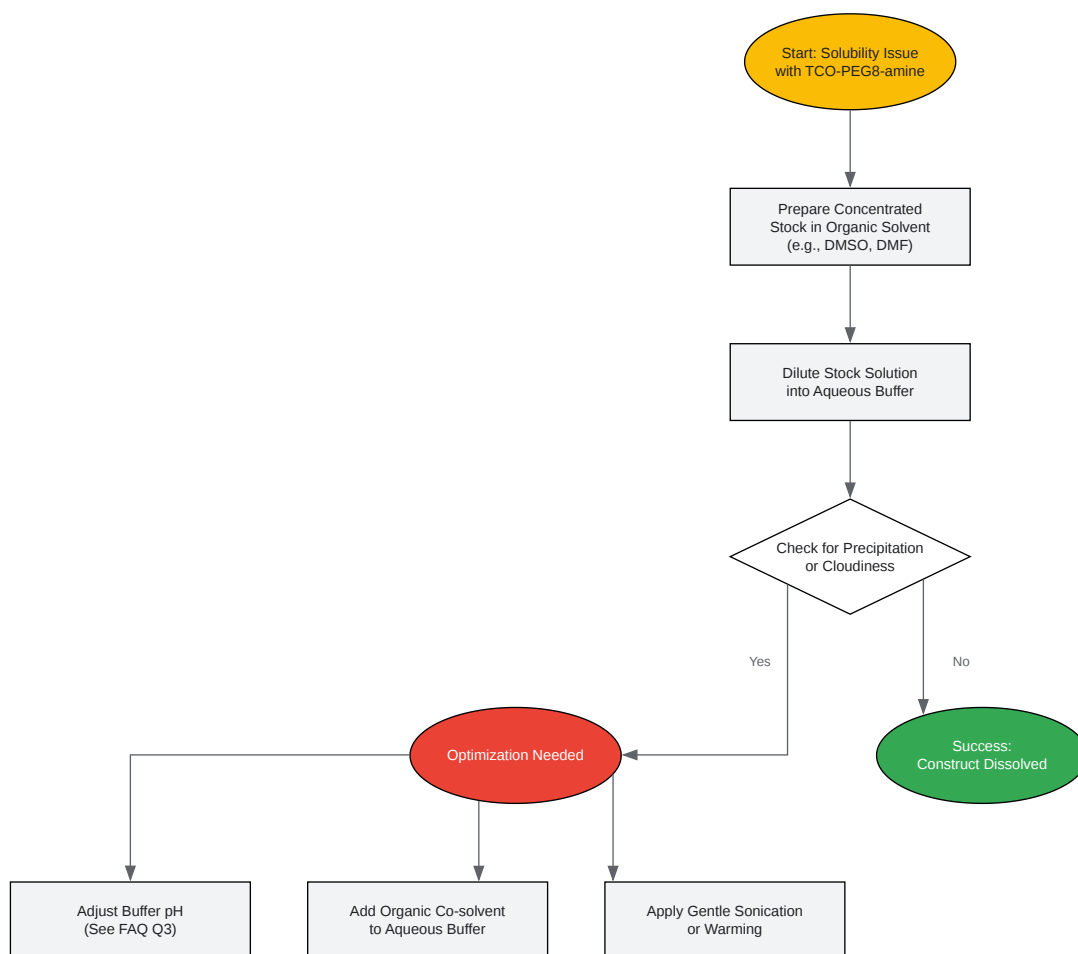 Start: Solubility Issue
with TCO-PEG8-amine
Prepare Concentrated
Stock in Organic Solvent
(e.g., DMSO, DMF)
Dilute Stock Solution
into Aqueous Buffer
Check for Precipitation
or Cloudiness
Yes
No
Optimization Needed
Success:
Construct Dissolved
Adjust Buffer pH
(See FAQ Q3)
Add Organic Co-solvent
to Aqueous Buffer
Apply Gentle Sonication
or Warming